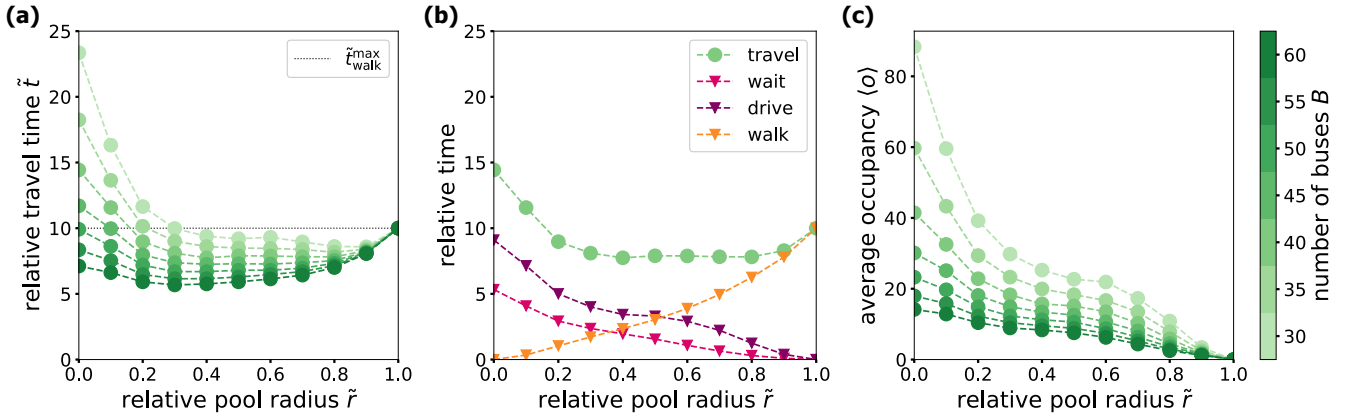 (a)
relative travel time t̃
25
20
15
10
5
0
t̃ max walk
0.0 0.2 0.4 0.6 0.8 1.0
relative pool radius r̃
(b)
relative time
25
20
15
10
5
0
travel
wait
drive
walk
0.0 0.2 0.4 0.6 0.8 1.0
relative pool radius r̃
(c)
average occupancy ⟨o⟩
80
60
40
20
0
0.0 0.2 0.4 0.6 0.8 1.0
relative pool radius r̃
60
55
50
45
40
35
30
number of buses B